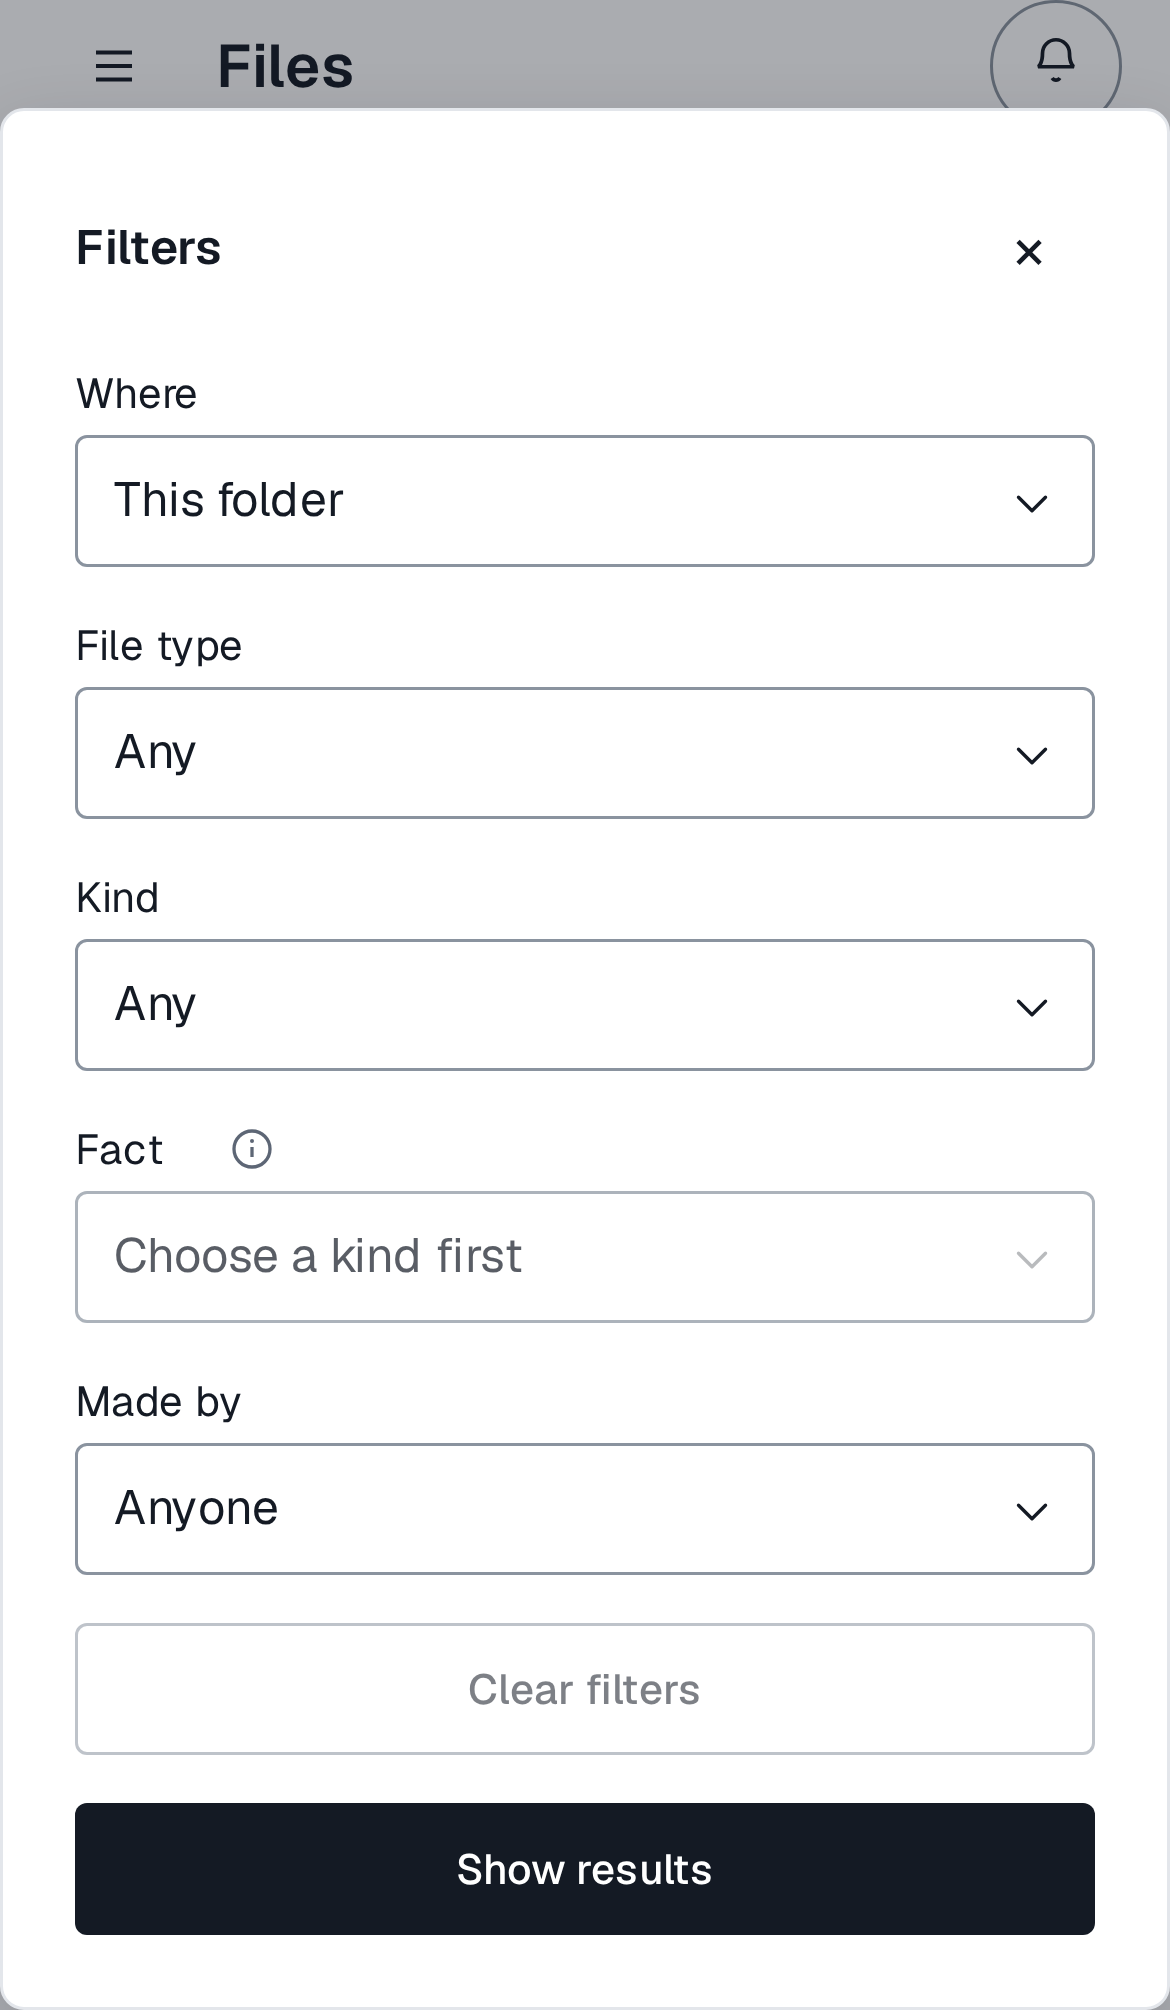 Files
Filters
Where
This folder
File type
Any
Kind
Any
Fact
Choose a kind first
Made by
Anyone
Clear filters
Show results